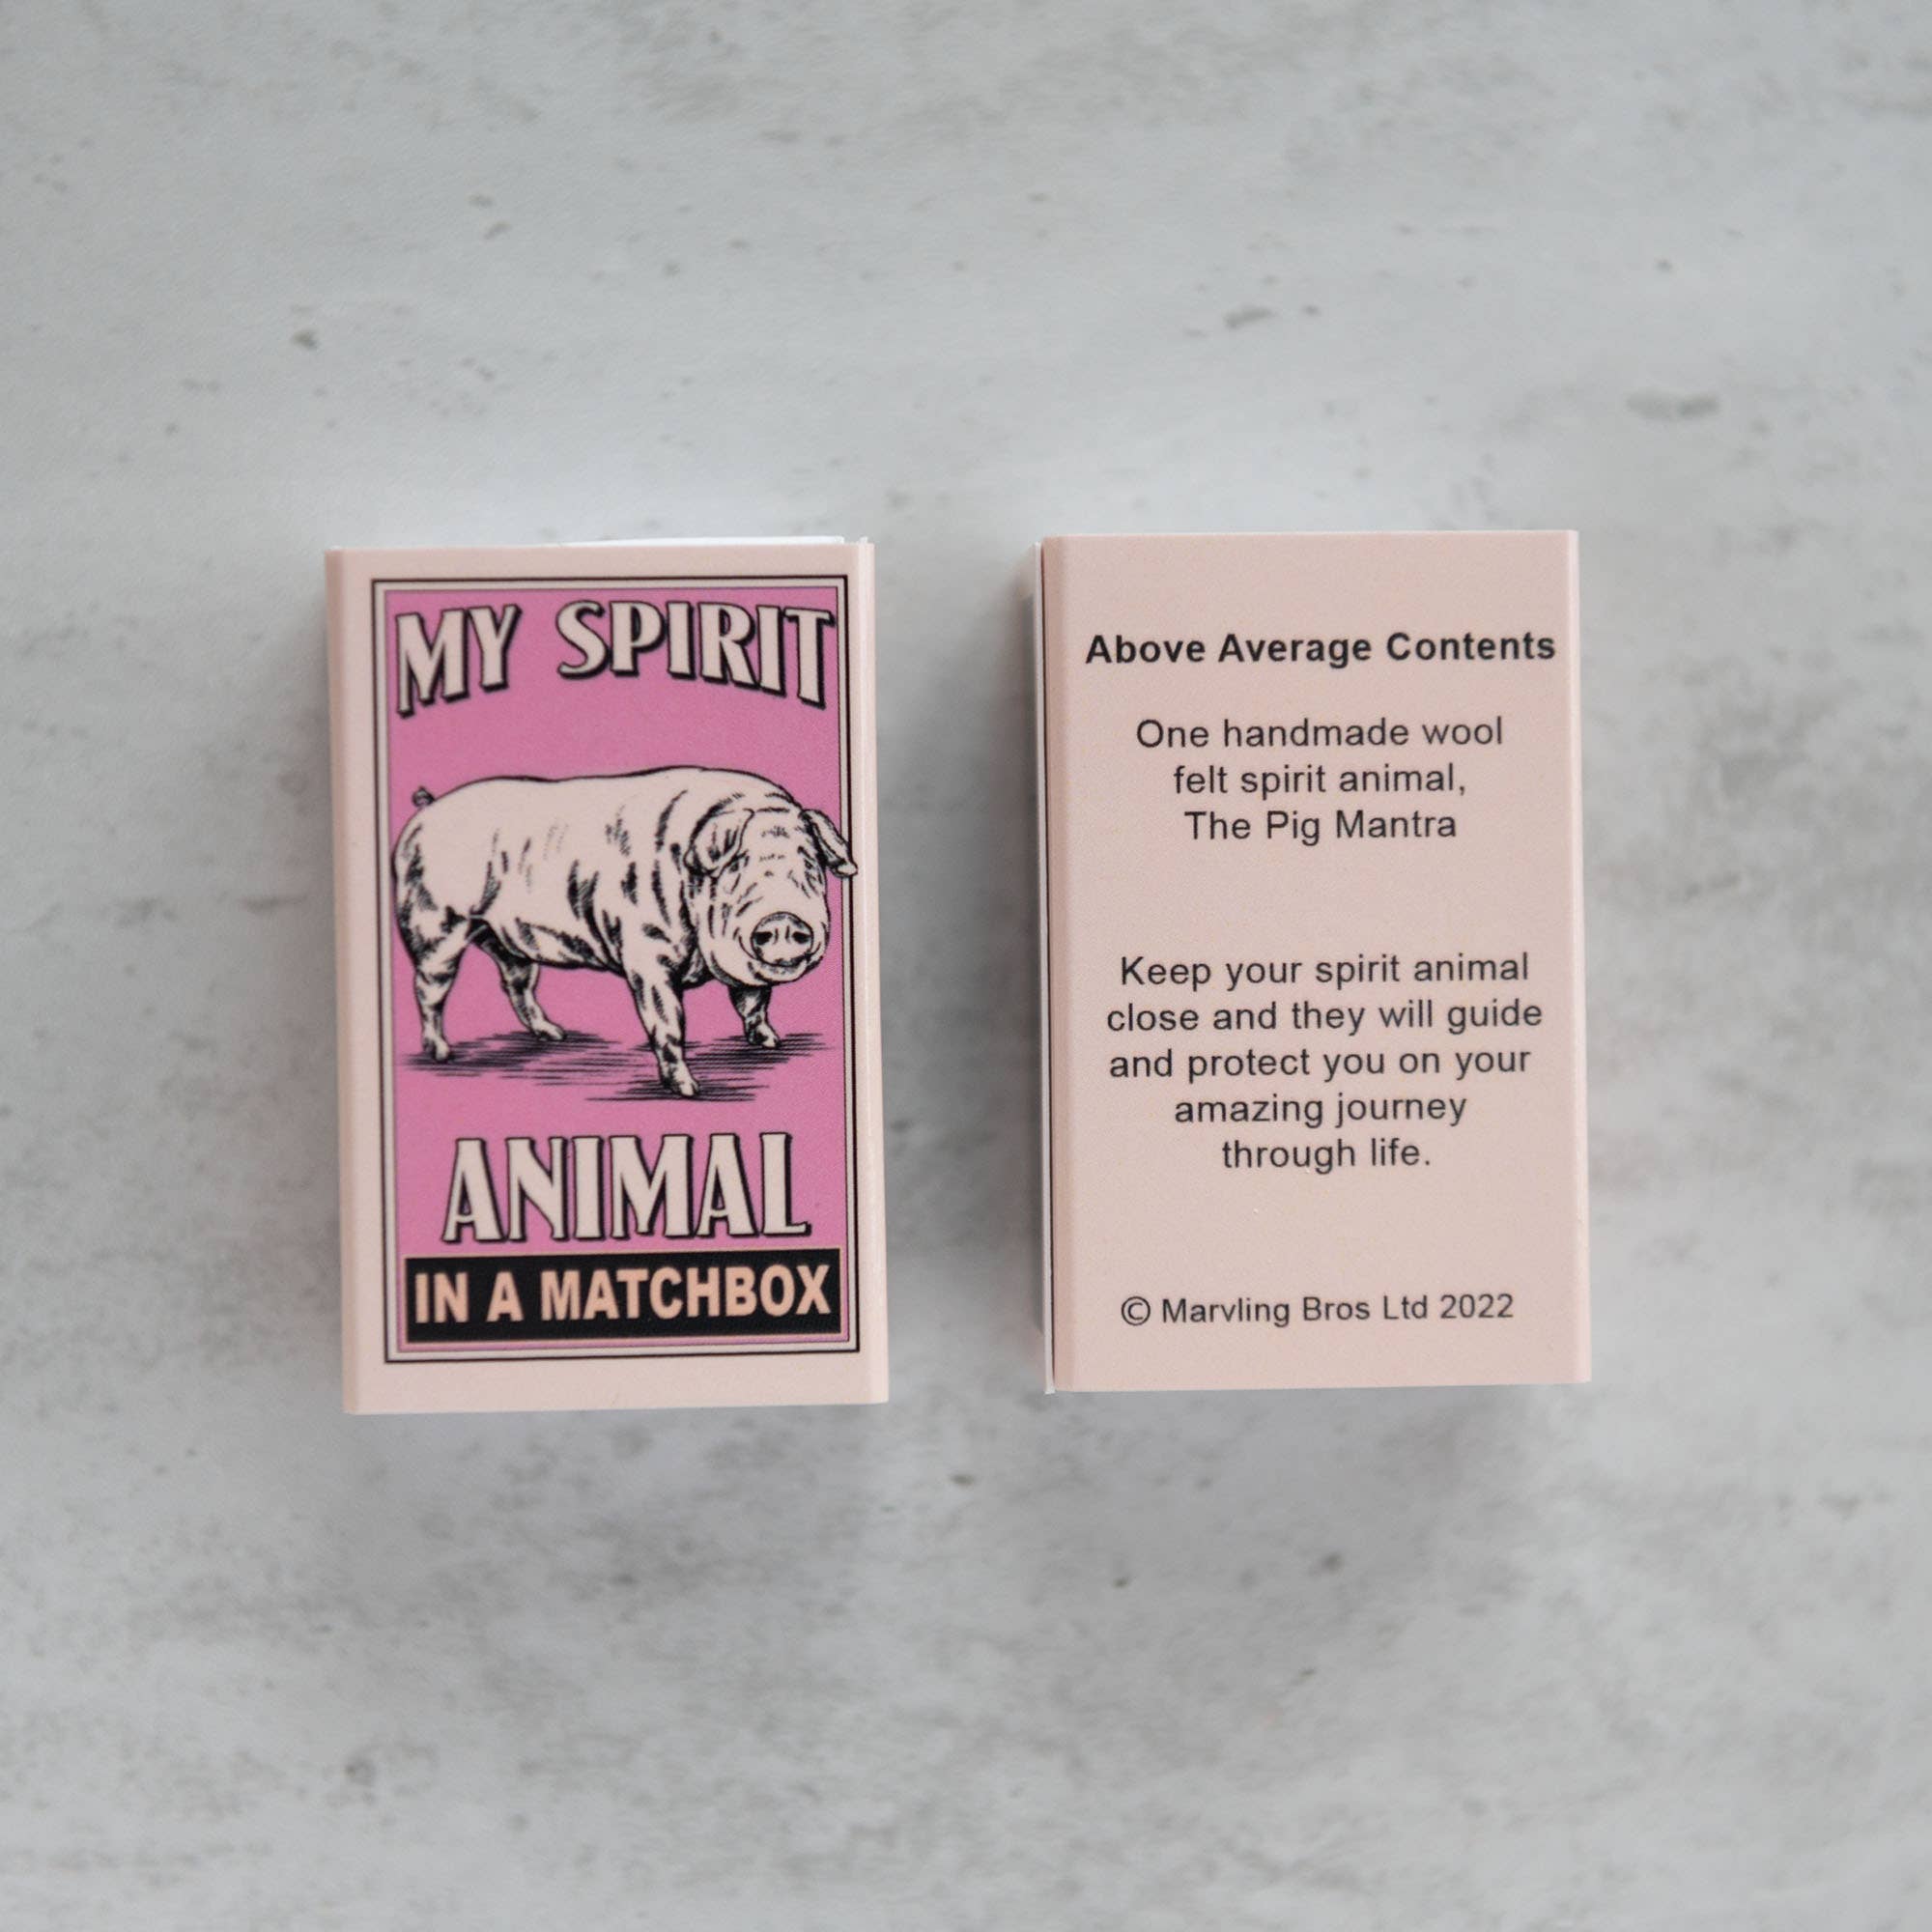 MY SPIRIT
ANIMAL
IN A MATCHBOX
Above Average Contents
One handmade wool
felt spirit animal,
The Pig Mantra
Keep your spirit animal
close and they will guide
and protect you on your
amazing journey
through life.
© Marvling Bros Ltd 2022